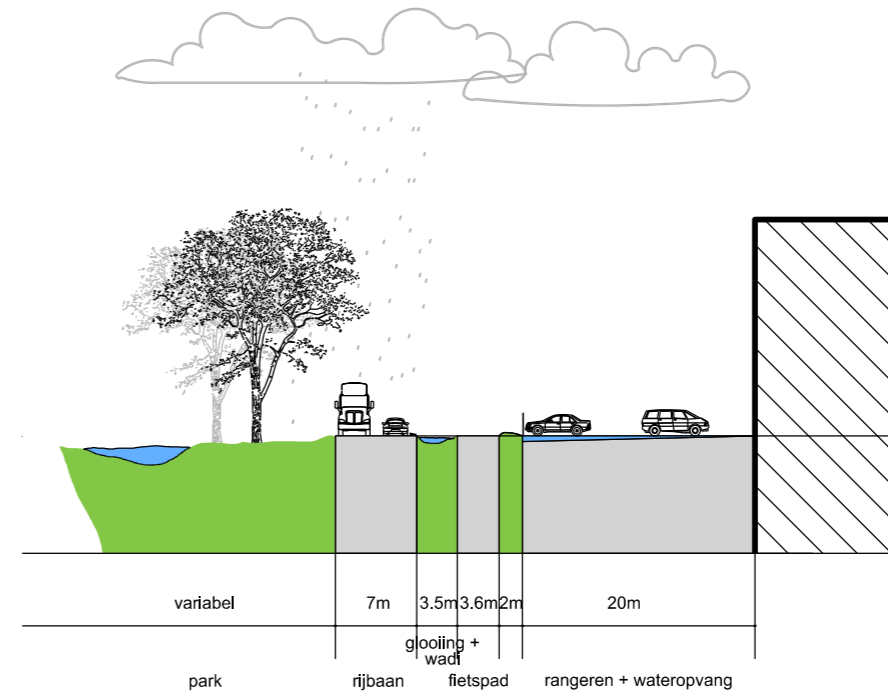 variabel 7m 3.5m 3.6m 2m 20m
glooiing +
wadi
park rijbaan fietspad rangeren + wateropvang